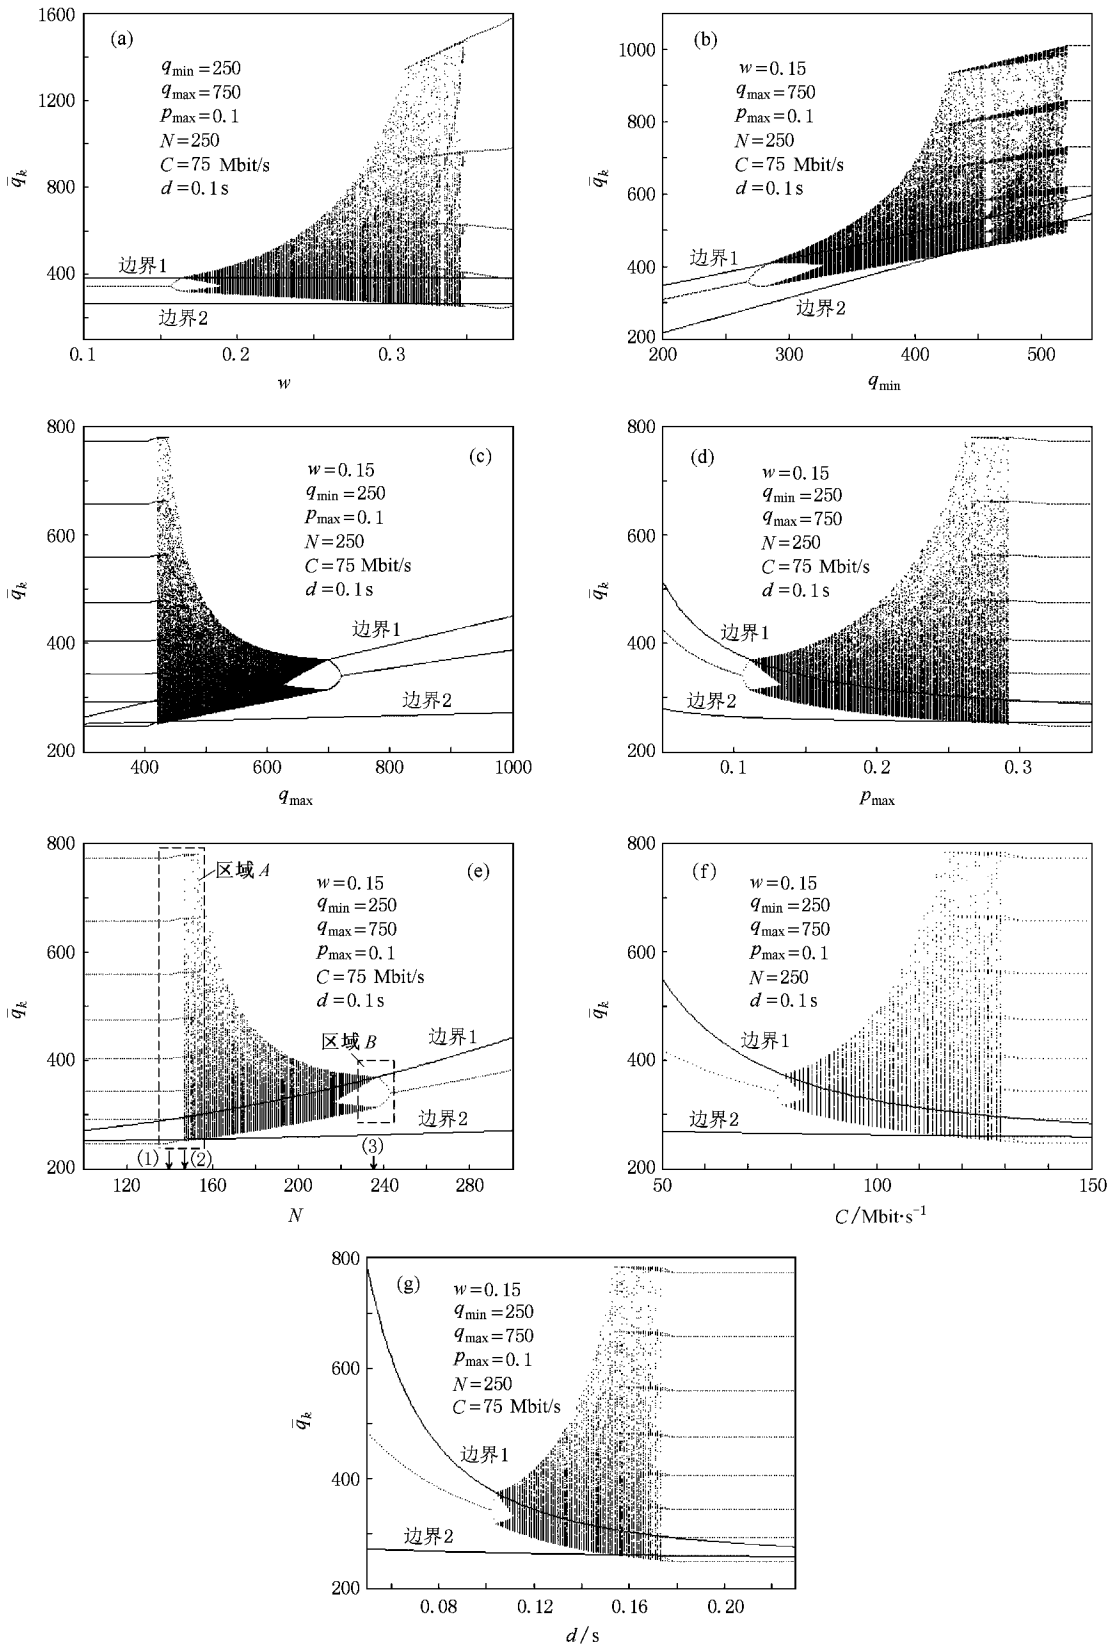 (a)
q_min=250
q_max=750
p_max=0.1
N=250
C=75 Mbit/s
d=0.1s
边界1
边界2
q̄_k
1600
1200
800
400
0.1
0.2
0.3
w
(b)
w=0.15
q_max=750
p_max=0.1
N=250
C=75 Mbit/s
d=0.1s
边界1
边界2
q̄_k
1000
800
600
400
200
200
300
400
500
q_min
(c)
w=0.15
q_min=250
p_max=0.1
N=250
C=75 Mbit/s
d=0.1s
边界1
边界2
q̄_k
800
600
400
200
400
600
800
1000
q_max
(d)
w=0.15
q_min=250
q_max=750
N=250
C=75 Mbit/s
d=0.1s
边界1
边界2
q̄_k
800
600
400
200
0.1
0.2
0.3
p_max
(e)
区域A
w=0.15
q_min=250
q_max=750
p_max=0.1
C=75 Mbit/s
d=0.1s
区域B
边界1
边界2
(1)
(2)
(3)
q̄_k
800
600
400
200
120
160
200
240
280
N
(f)
w=0.15
q_min=250
q_max=750
p_max=0.1
N=250
d=0.1s
边界1
边界2
q̄_k
800
600
400
200
50
100
150
C/Mbit·s⁻¹
(g)
w=0.15
q_min=250
q_max=750
p_max=0.1
N=250
C=75 Mbit/s
边界1
边界2
q̄_k
800
600
400
200
0.08
0.12
0.16
0.20
d/s